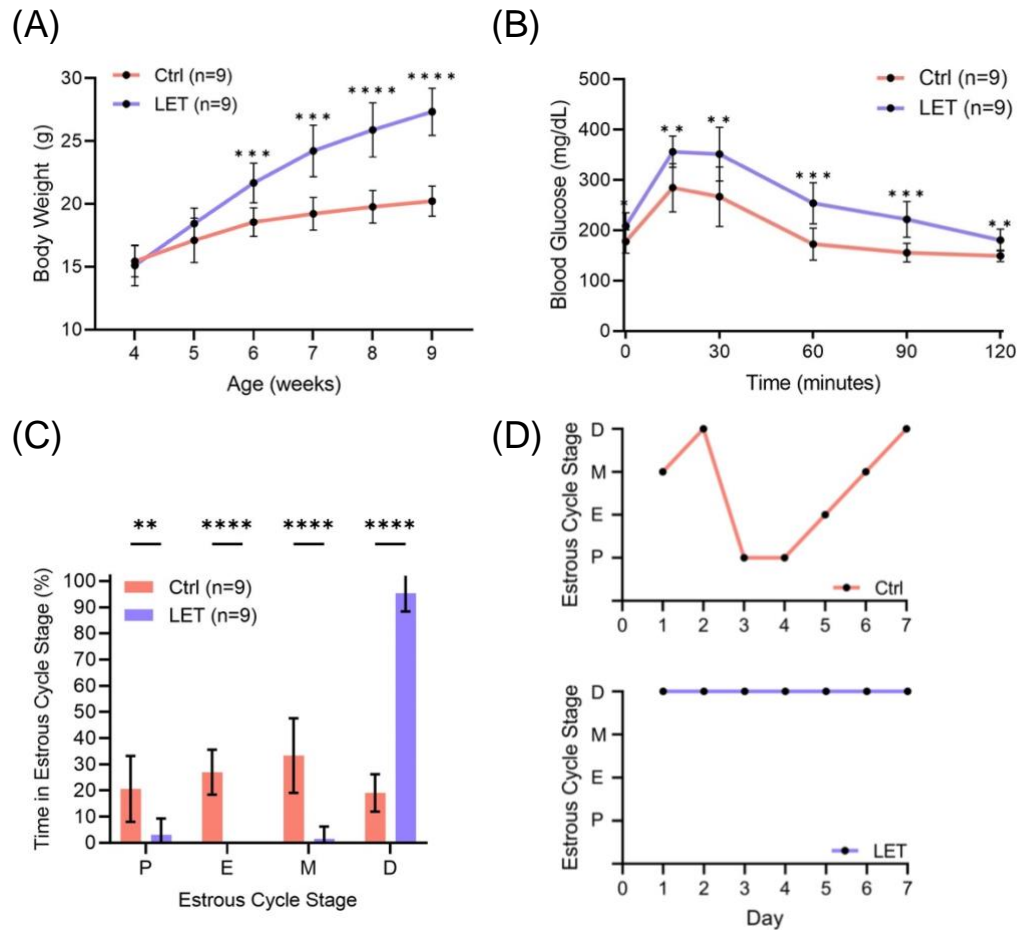 (A)
Ctrl (n=9)
LET (n=9)
30
25
20
15
10
*** *** **** ****
Body Weight (g)
4 5 6 7 8 9
Age (weeks)
(B)
Ctrl (n=9)
LET (n=9)
500
400
300
200
100
0
* ** ** *** *** **
Blood Glucose (mg/dL)
0 30 60 90 120
Time (minutes)
(C)
** **** **** ****
Ctrl (n=9)
LET (n=9)
100
90
80
70
60
50
40
30
20
10
0
Time in Estrous Cycle Stage (%)
P E M D
Estrous Cycle Stage
(D)
D
M
E
P
Estrous Cycle Stage
Ctrl
0 1 2 3 4 5 6 7
D
M
E
P
Estrous Cycle Stage
LET
0 1 2 3 4 5 6 7
Day